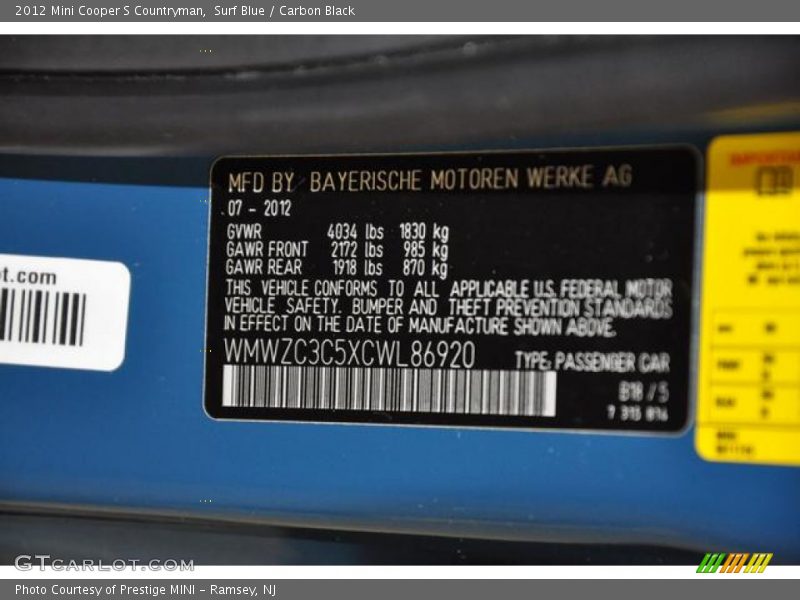 2012 Mini Cooper S Countryman, Surf Blue / Carbon Black
MFD BY BAYERISCHE MOTOREN WERKE AG
07 - 2012
GVWR 4034 lbs 1830 kg
GAWR FRONT 2172 lbs 985 kg
GAWR REAR 1918 lbs 870 kg
THIS VEHICLE CONFORMS TO ALL APPLICABLE U.S. FEDERAL MOTOR
VEHICLE SAFETY, BUMPER AND THEFT PREVENTION STANDARDS
IN EFFECT ON THE DATE OF MANUFACTURE SHOWN ABOVE.
WMWZC3C5XCWL86920 TYPE: PASSENGER CAR
B18 / 5
7 313 814
t.com
GTCARLOT.COM
Photo Courtesy of Prestige MINI - Ramsey, NJ